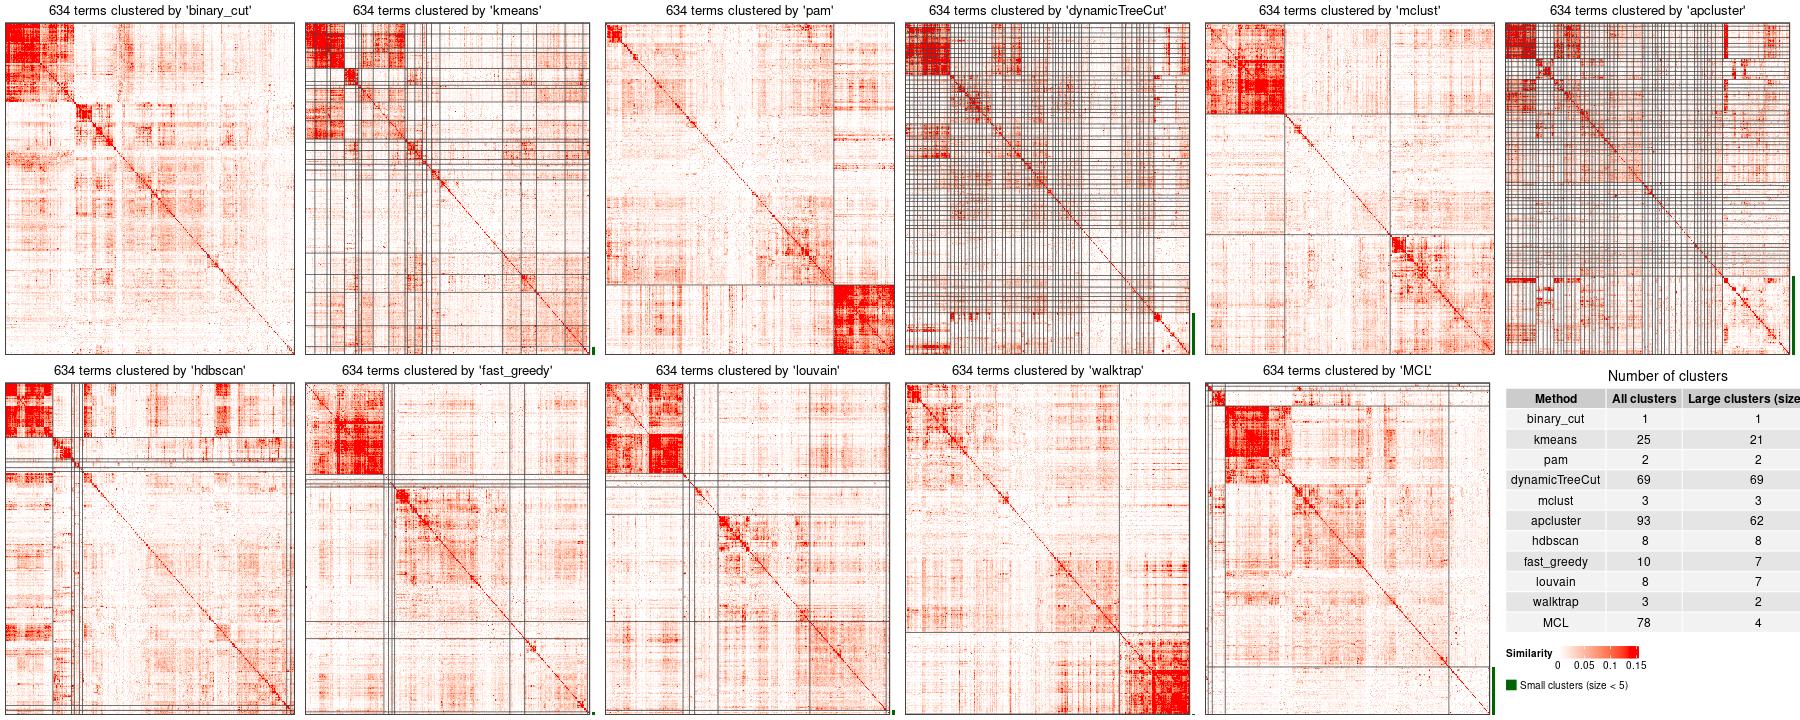 634 terms clustered by 'binary_cut'
634 terms clustered by 'kmeans'
634 terms clustered by 'pam'
634 terms clustered by 'dynamicTreeCut'
634 terms clustered by 'mclust'
634 terms clustered by 'apcluster'
634 terms clustered by 'hdbscan'
634 terms clustered by 'fast_greedy'
634 terms clustered by 'louvain'
634 terms clustered by 'walktrap'
634 terms clustered by 'MCL'
Number of clusters
Method All clusters Large clusters (size
binary_cut 1 1
kmeans 25 21
pam 2 2
dynamicTreeCut 69 69
mclust 3 3
apcluster 93 62
hdbscan 8 8
fast_greedy 10 7
louvain 8 7
walktrap 3 2
MCL 78 4
Similarity
0 0.05 0.1 0.15
Small clusters (size < 5)